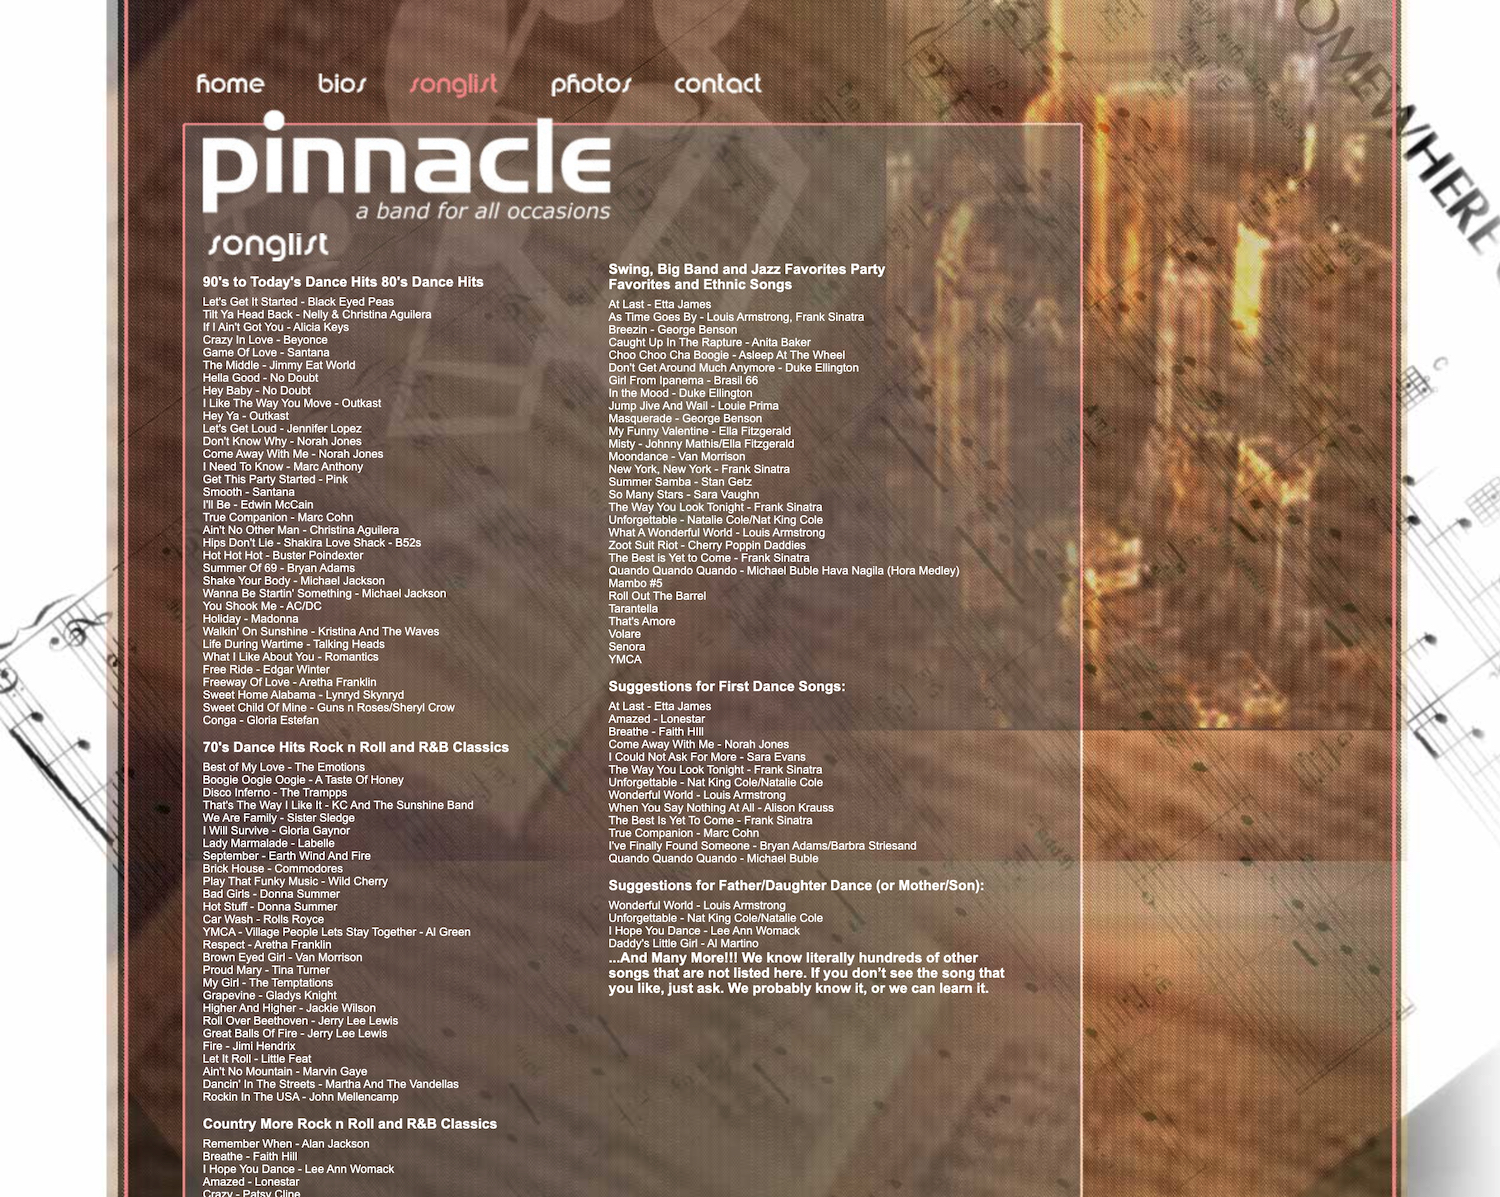 home bios songlist photos contact
pinnacle
a band for all occasions
songlist
90's to Today's Dance Hits 80's Dance Hits
Let's Get It Started - Black Eyed Peas
Tilt Ya Head Back - Nelly & Christina Aguilera
If I Ain't Got You - Alicia Keys
Crazy In Love - Beyonce
Game Of Love - Santana
The Middle - Jimmy Eat World
Hella Good - No Doubt
Hey Baby - No Doubt
I Like The Way You Move - Outkast
Hey Ya - Outkast
Let's Get Loud - Jennifer Lopez
Don't Know Why - Norah Jones
Come Away With Me - Norah Jones
I Need To Know - Marc Anthony
Get This Party Started - Pink
Smooth - Santana
I'll Be - Edwin McCain
True Companion - Marc Cohn
Ain't No Other Man - Christina Aguilera
Hips Don't Lie - Shakira Love Shack - B52s
Hot Hot Hot - Buster Poindexter
Summer Of 69 - Bryan Adams
Shake Your Body - Michael Jackson
Wanna Be Startin' Something - Michael Jackson
You Shook Me - AC/DC
Holiday - Madonna
Walkin' On Sunshine - Kristina And The Waves
Life During Wartime - Talking Heads
What I Like About You - Romantics
Free Ride - Edgar Winter
Freeway Of Love - Aretha Franklin
Sweet Home Alabama - Lynryd Skynryd
Sweet Child Of Mine - Guns n Roses/Sheryl Crow
Conga - Gloria Estefan
70's Dance Hits Rock n Roll and R&B Classics
Best of My Love - The Emotions
Boogie Oogie Oogie - A Taste Of Honey
Disco Inferno - The Trampps
That's The Way I Like It - KC And The Sunshine Band
We Are Family - Sister Sledge
I Will Survive - Gloria Gaynor
Lady Marmalade - Labelle
September - Earth Wind And Fire
Brick House - Commodores
Play That Funky Music - Wild Cherry
Bad Girls - Donna Summer
Hot Stuff - Donna Summer
Car Wash - Rolls Royce
YMCA - Village People Lets Stay Together - Al Green
Respect - Aretha Franklin
Brown Eyed Girl - Van Morrison
Proud Mary - Tina Turner
My Girl - The Temptations
Grapevine - Gladys Knight
Higher And Higher - Jackie Wilson
Roll Over Beethoven - Jerry Lee Lewis
Great Balls Of Fire - Jerry Lee Lewis
Fire - Jimi Hendrix
Let It Roll - Little Feat
Ain't No Mountain - Marvin Gaye
Dancin' In The Streets - Martha And The Vandellas
Rockin In The USA - John Mellencamp
Country More Rock n Roll and R&B Classics
Remember When - Alan Jackson
Breathe - Faith Hill
I Hope You Dance - Lee Ann Womack
Amazed - Lonestar
Crazy - Patsy Cline
Swing, Big Band and Jazz Favorites Party
Favorites and Ethnic Songs
At Last - Etta James
As Time Goes By - Louis Armstrong, Frank Sinatra
Breezin - George Benson
Caught Up In The Rapture - Anita Baker
Choo Choo Cha Boogie - Asleep At The Wheel
Don't Get Around Much Anymore - Duke Ellington
Girl From Ipanema - Brasil 66
In the Mood - Duke Ellington
Jump Jive And Wail - Louie Prima
Masquerade - George Benson
My Funny Valentine - Ella Fitzgerald
Misty - Johnny Mathis/Ella Fitzgerald
Moondance - Van Morrison
New York, New York - Frank Sinatra
Summer Samba - Stan Getz
So Many Stars - Sara Vaughn
The Way You Look Tonight - Frank Sinatra
Unforgettable - Natalie Cole/Nat King Cole
What A Wonderful World - Louis Armstrong
Zoot Suit Riot - Cherry Poppin Daddies
The Best is Yet to Come - Frank Sinatra
Quando Quando Quando - Michael Buble Hava Nagila (Hora Medley)
Mambo #5
Roll Out The Barrel
Tarantella
That's Amore
Volare
Senora
YMCA
Suggestions for First Dance Songs:
At Last - Etta James
Amazed - Lonestar
Breathe - Faith HIll
Come Away With Me - Norah Jones
I Could Not Ask For More - Sara Evans
The Way You Look Tonight - Frank Sinatra
Unforgettable - Nat King Cole/Natalie Cole
Wonderful World - Louis Armstrong
When You Say Nothing At All - Alison Krauss
The Best Is Yet To Come - Frank Sinatra
True Companion - Marc Cohn
I've Finally Found Someone - Bryan Adams/Barbra Striesand
Quando Quando Quando - Michael Buble
Suggestions for Father/Daughter Dance (or Mother/Son):
Wonderful World - Louis Armstrong
Unforgettable - Nat King Cole/Natalie Cole
I Hope You Dance - Lee Ann Womack
Daddy's Little Girl - Al Martino
...And Many More!!! We know literally hundreds of other
songs that are not listed here. If you don't see the song that
you like, just ask. We probably know it, or we can learn it.
OMEWHERE